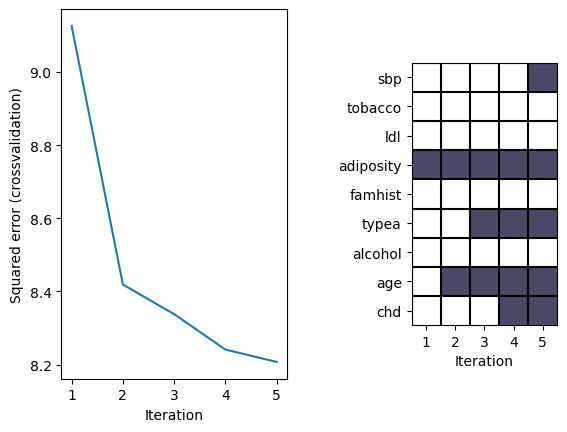 Squared error (crossvalidation)
9.0
8.8
8.6
8.4
8.2
1 2 3 4 5
Iteration
sbp
tobacco
ldl
adiposity
famhist
typea
alcohol
age
chd
1 2 3 4 5
Iteration